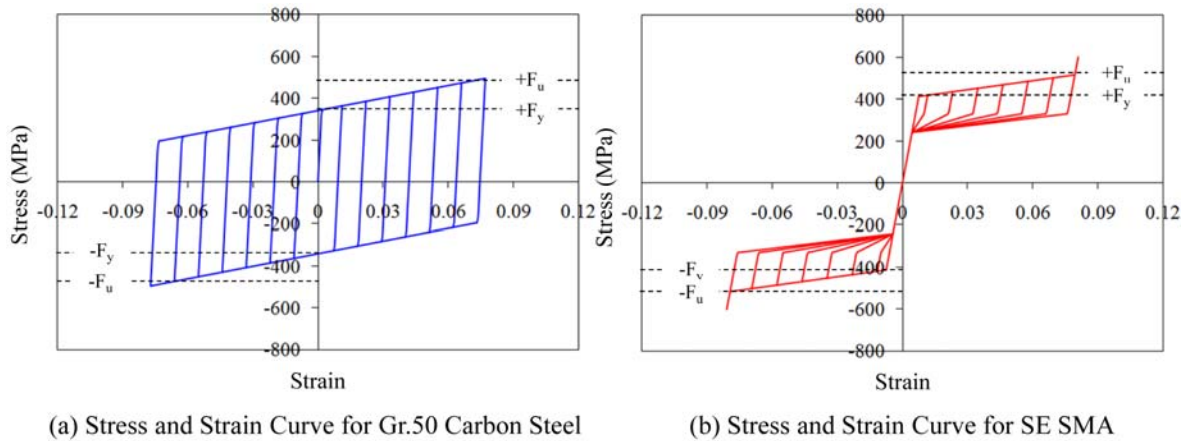 800
600
400
200
0
-200
-400
-600
-800
-0.12 -0.09 -0.06 -0.03 0 0.03 0.06 0.09 0.12
Stress (MPa)
Strain
+Fu
+Fy
-Fy
-Fu
(a) Stress and Strain Curve for Gr.50 Carbon Steel
800
600
400
200
0
-200
-400
-600
-800
-0.12 -0.09 -0.06 -0.03 0 0.03 0.06 0.09 0.12
Stress (MPa)
Strain
+Fu
+Fy
-Fy
-Fu
(b) Stress and Strain Curve for SE SMA